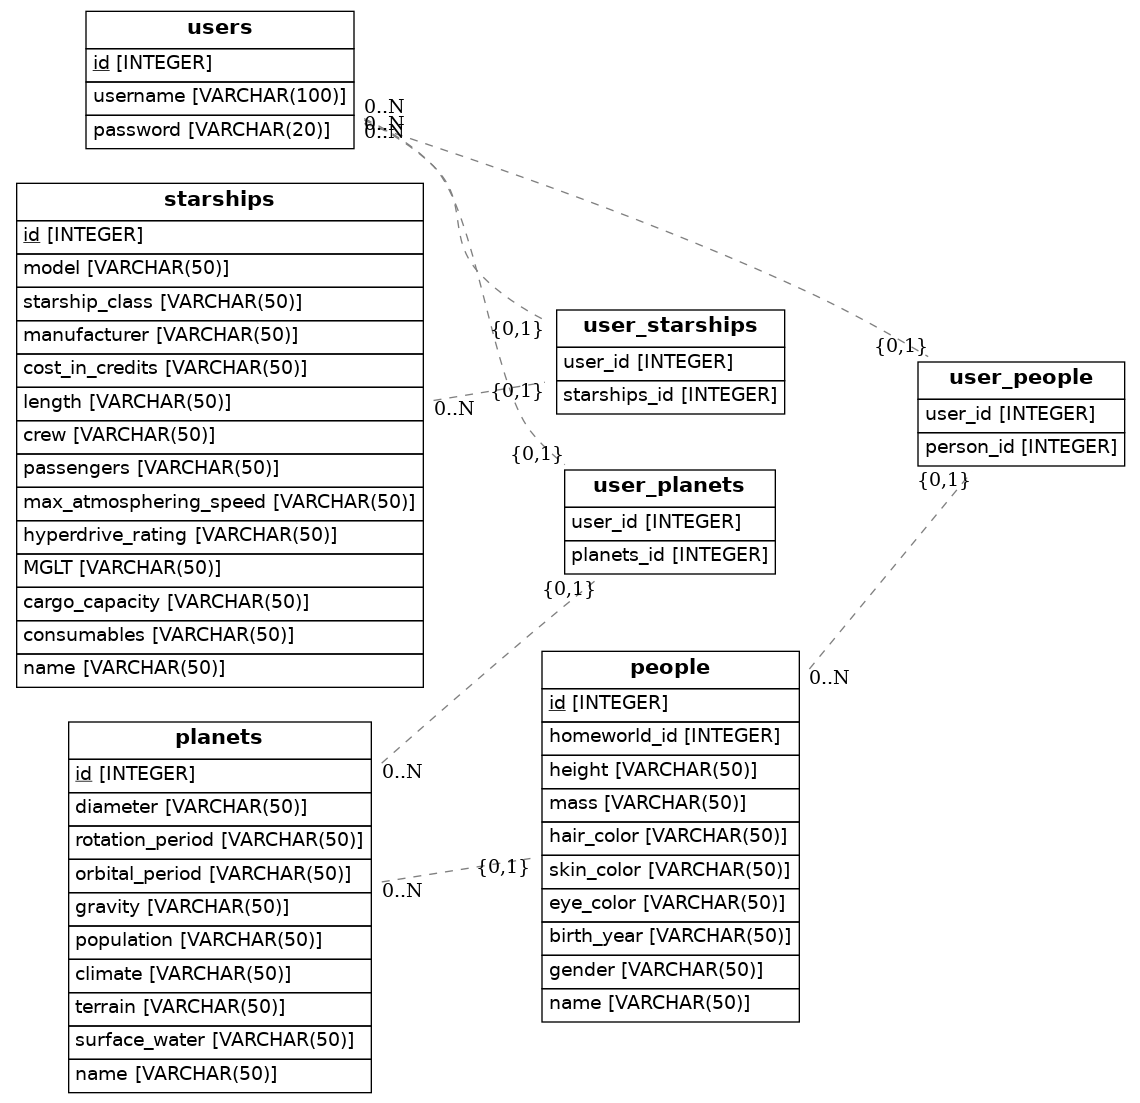 users
id [INTEGER]
username [VARCHAR(100)]
password [VARCHAR(20)]
0..N
0..N
0..N
starships
id [INTEGER]
model [VARCHAR(50)]
starship_class [VARCHAR(50)]
manufacturer [VARCHAR(50)]
cost_in_credits [VARCHAR(50)]
length [VARCHAR(50)]
crew [VARCHAR(50)]
passengers [VARCHAR(50)]
max_atmosphering_speed [VARCHAR(50)]
hyperdrive_rating [VARCHAR(50)]
MGLT [VARCHAR(50)]
cargo_capacity [VARCHAR(50)]
consumables [VARCHAR(50)]
name [VARCHAR(50)]
0..N
{0,1}
{0,1}
user_starships
user_id [INTEGER]
starships_id [INTEGER]
{0,1}
user_people
user_id [INTEGER]
person_id [INTEGER]
{0,1}
{0,1}
user_planets
user_id [INTEGER]
planets_id [INTEGER]
{0,1}
people
id [INTEGER]
homeworld_id [INTEGER]
height [VARCHAR(50)]
mass [VARCHAR(50)]
hair_color [VARCHAR(50)]
skin_color [VARCHAR(50)]
eye_color [VARCHAR(50)]
birth_year [VARCHAR(50)]
gender [VARCHAR(50)]
name [VARCHAR(50)]
0..N
{0,1}
planets
id [INTEGER]
diameter [VARCHAR(50)]
rotation_period [VARCHAR(50)]
orbital_period [VARCHAR(50)]
gravity [VARCHAR(50)]
population [VARCHAR(50)]
climate [VARCHAR(50)]
terrain [VARCHAR(50)]
surface_water [VARCHAR(50)]
name [VARCHAR(50)]
0..N
0..N